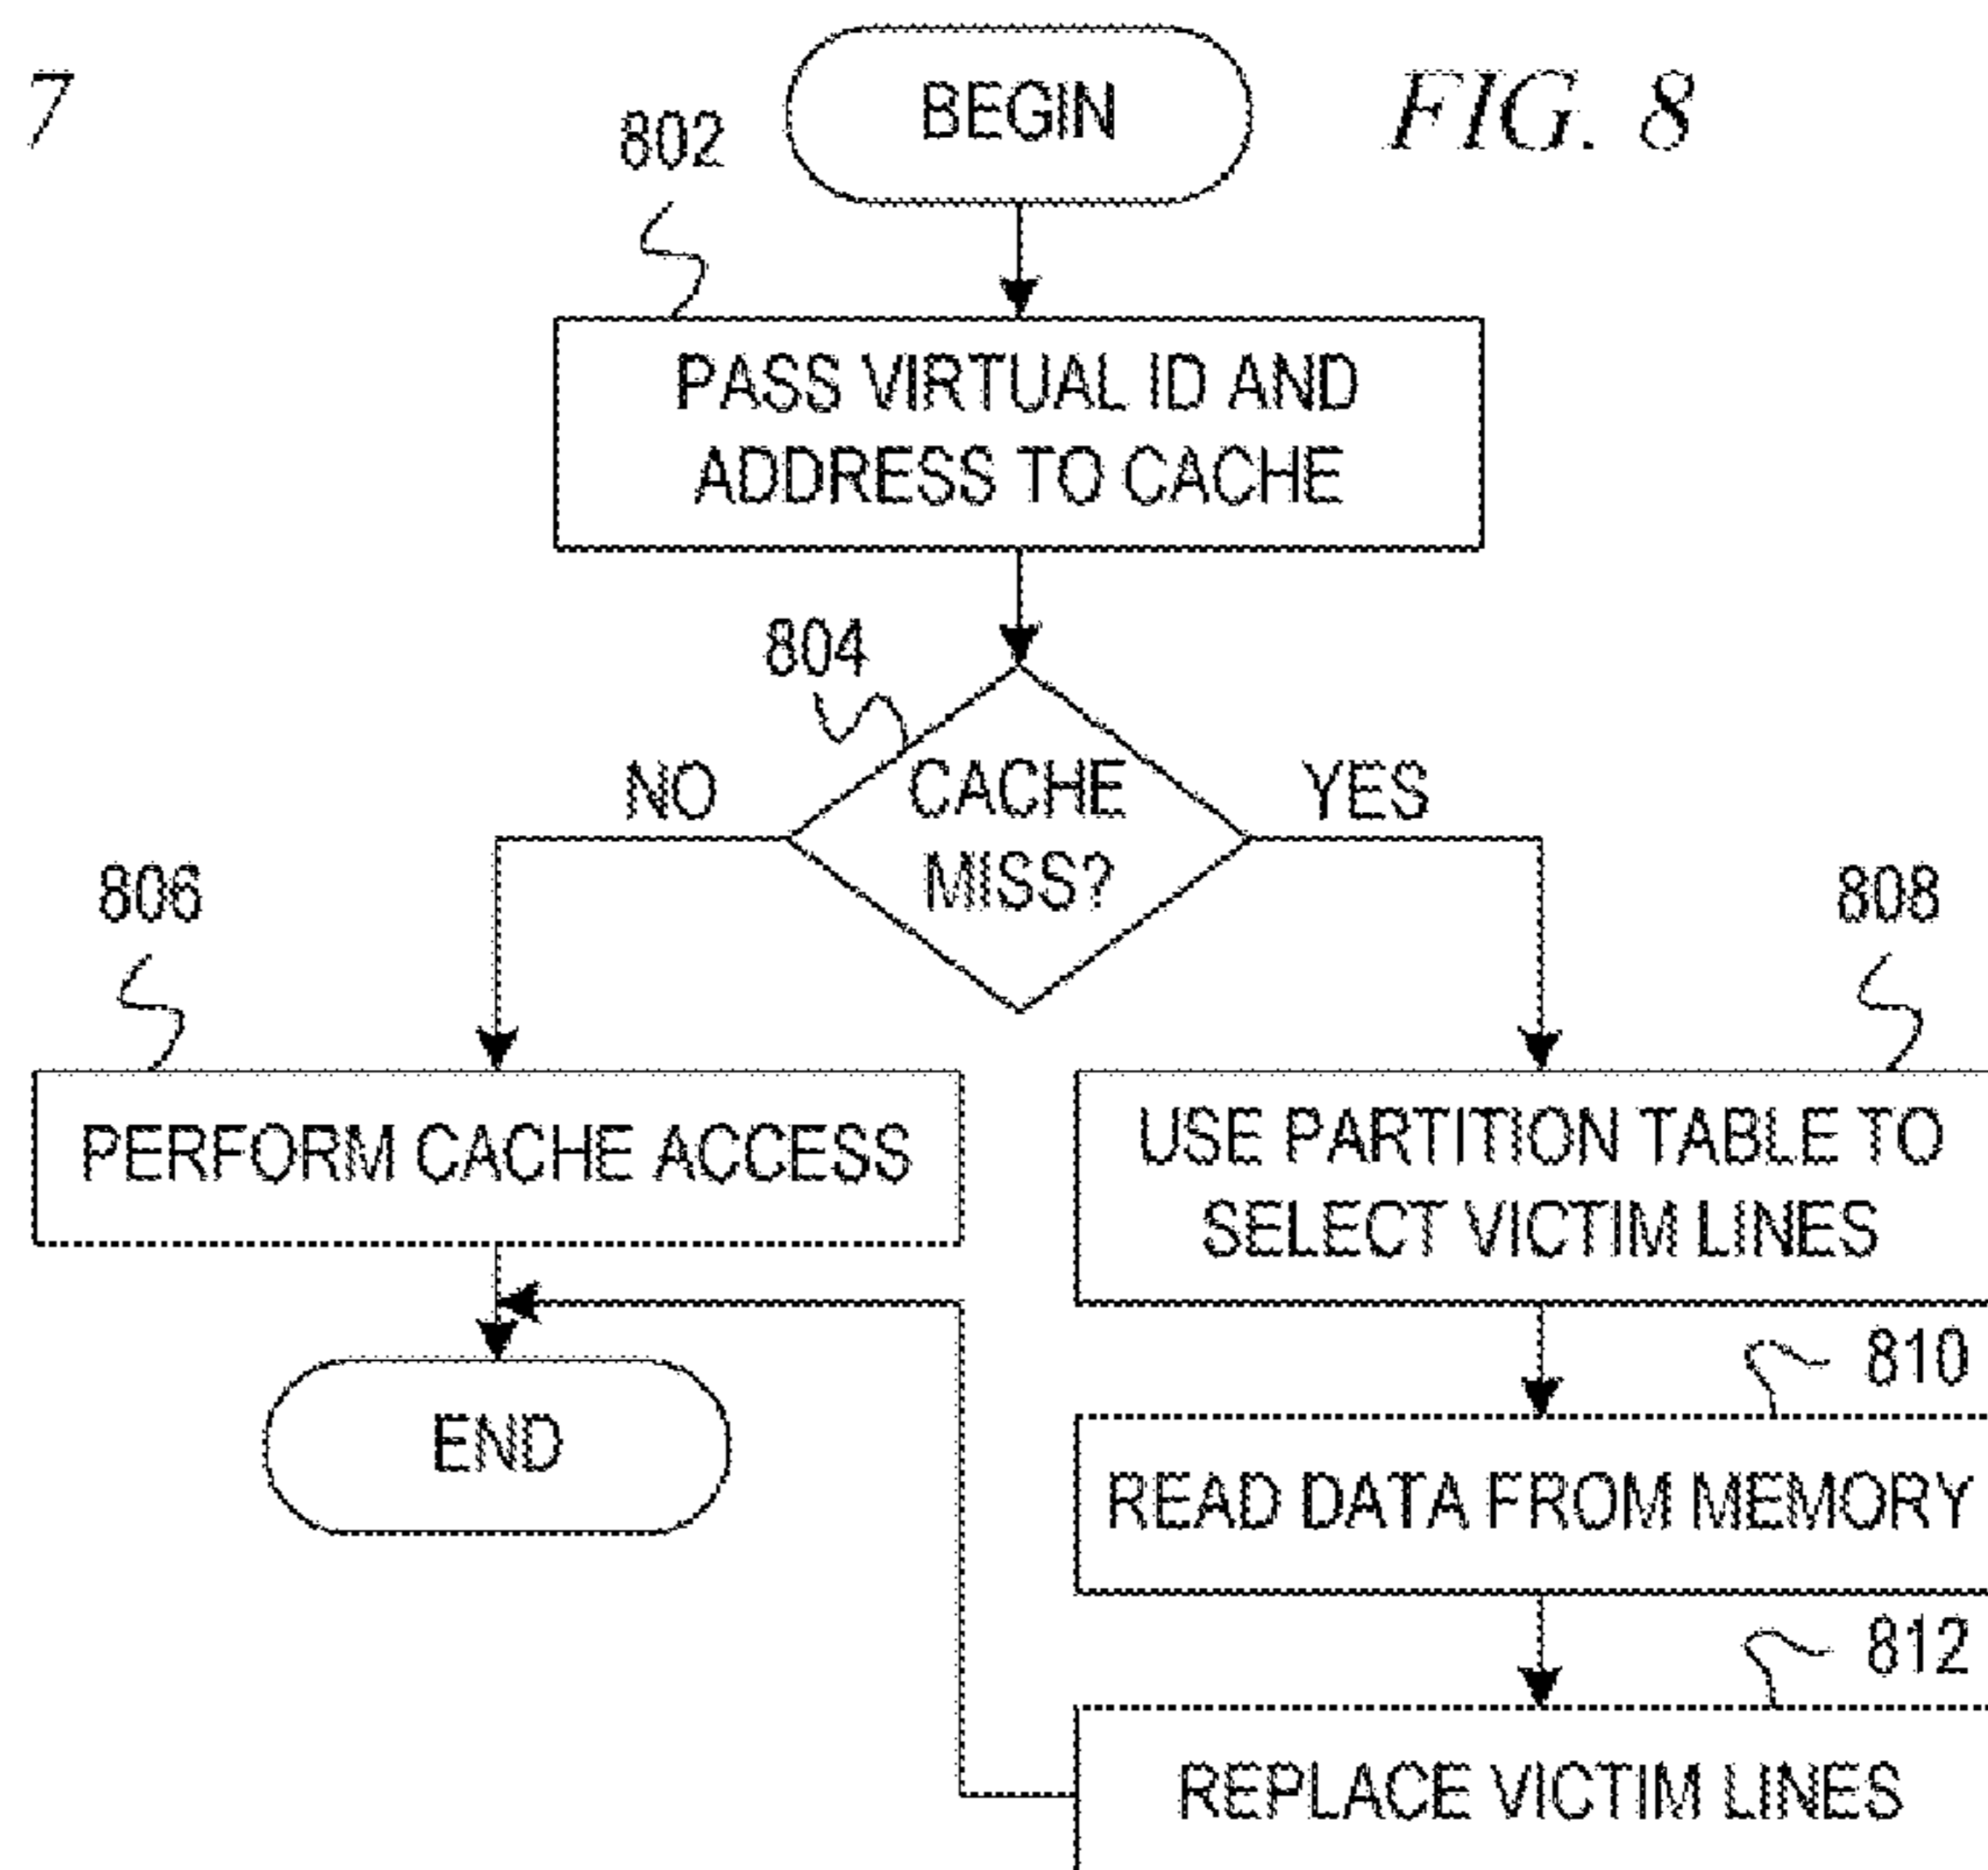 7
FIG. 8
BEGIN
802
PASS VIRTUAL ID AND
ADDRESS TO CACHE
804
CACHE
MISS?
NO
YES
806
PERFORM CACHE ACCESS
808
USE PARTITION TABLE TO
SELECT VICTIM LINES
END
810
READ DATA FROM MEMORY
812
REPLACE VICTIM LINES